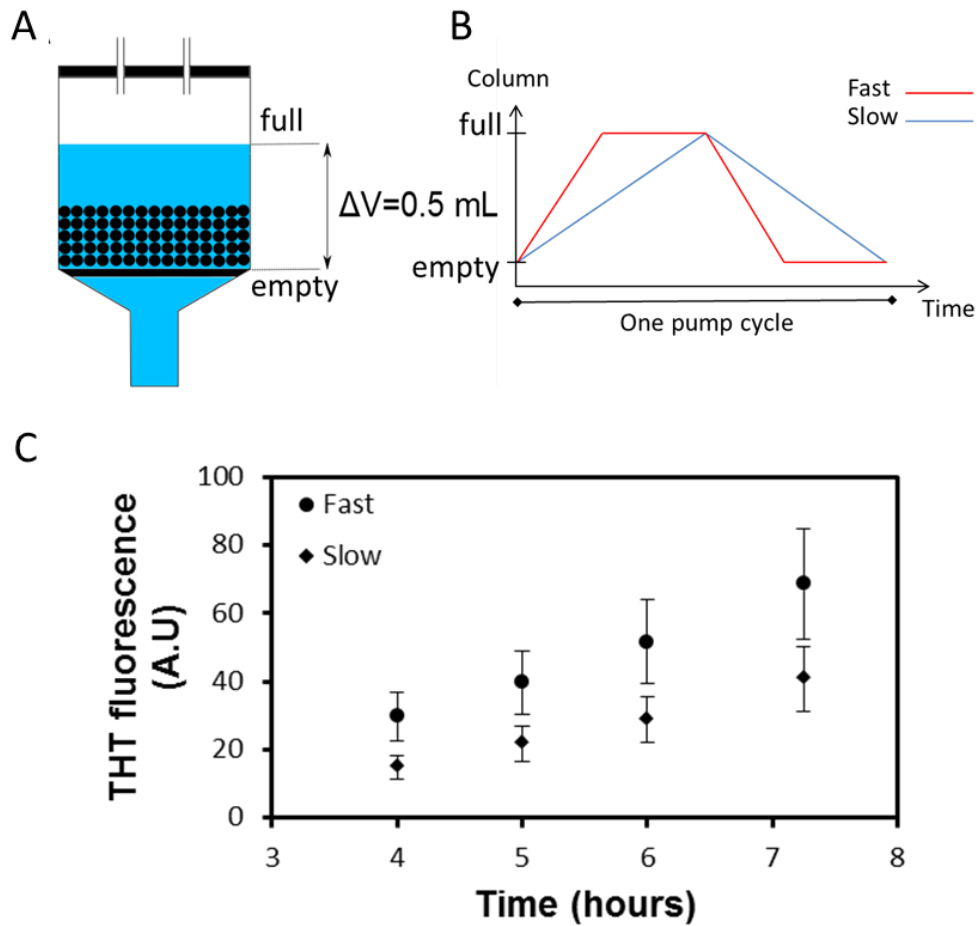 A
full
ΔV=0.5 mL
empty
B
Column
full
empty
Fast
Slow
Time
One pump cycle
C
THT fluorescence
(A.U)
100
80
60
40
20
0
Fast
Slow
3 4 5 6 7 8
Time (hours)